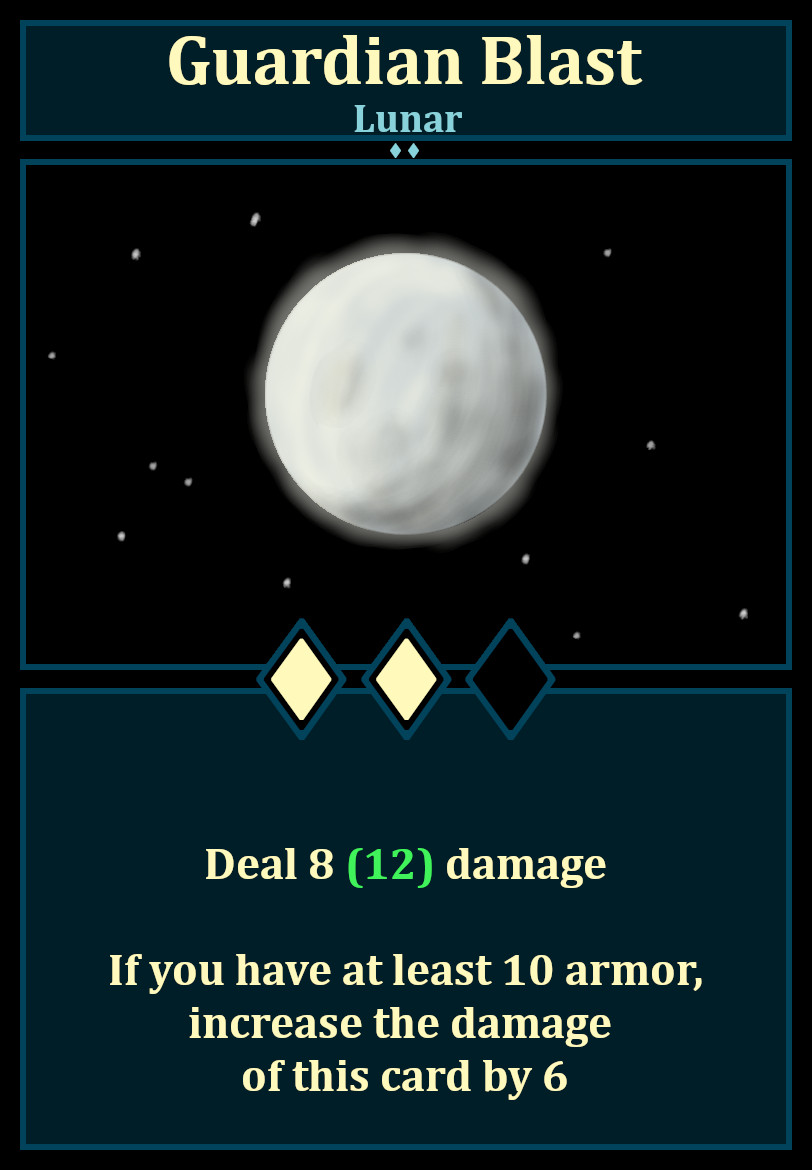 Guardian Blast
Lunar
Deal 8 (12) damage
If you have at least 10 armor,
increase the damage
of this card by 6